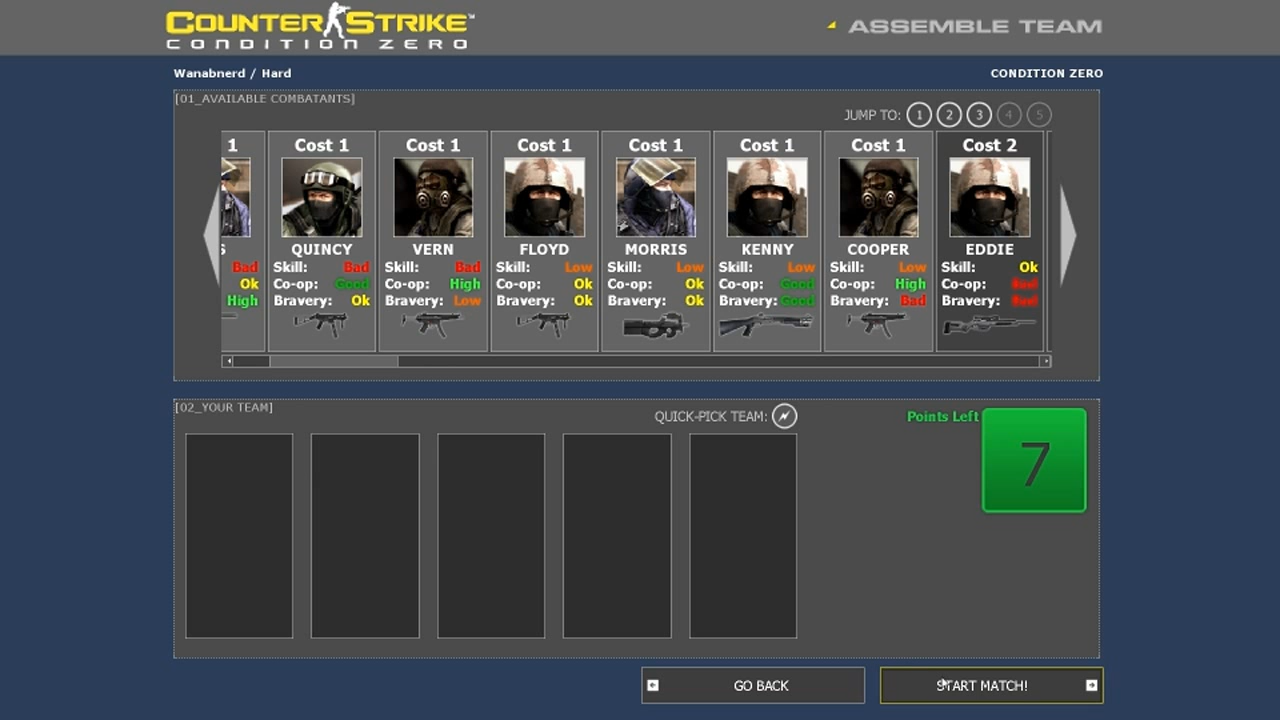 COUNTER STRIKE™
CONDITION ZERO
ASSEMBLE TEAM
Wanabnerd / Hard
CONDITION ZERO
[01_AVAILABLE COMBATANTS]
JUMP TO: 1 2 3 4 5
1 Cost 1 Cost 1 Cost 1 Cost 1 Cost 1 Cost 1 Cost 2
S QUINCY VERN FLOYD MORRIS KENNY COOPER EDDIE
Bad Skill: Bad Skill: Bad Skill: Low Skill: Low Skill: Low Skill: Low Skill: Ok
Ok Co-op: Good Co-op: High Co-op: Ok Co-op: Ok Co-op: Good Co-op: High Co-op:
High Bravery: Ok Bravery: Low Bravery: Ok Bravery: Ok Bravery: Good Bravery: Bad Bravery:
[02_YOUR TEAM]
QUICK-PICK TEAM:
Points Left
7
GO BACK
START MATCH!